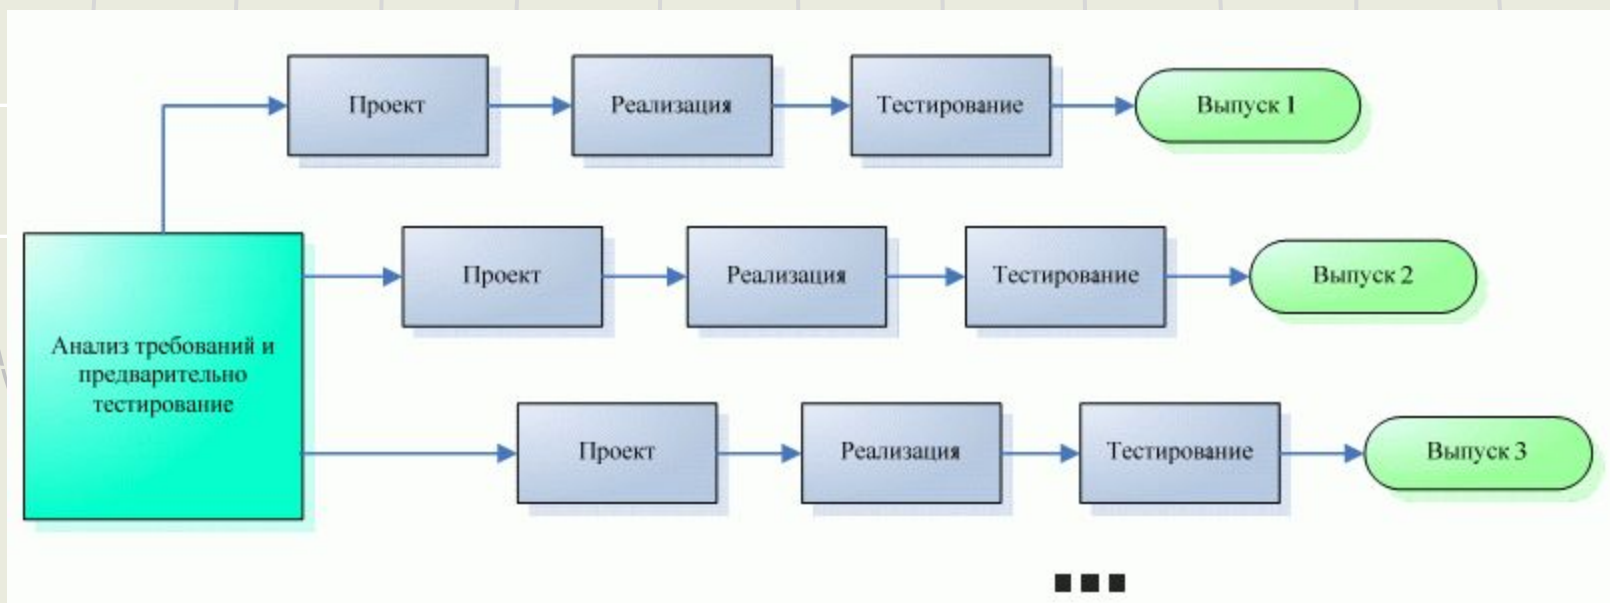 Проект
Реализация
Тестирование
Выпуск 1
Проект
Реализация
Тестирование
Выпуск 2
Анализ требований и
предварительно
тестирование
Проект
Реализация
Тестирование
Выпуск 3